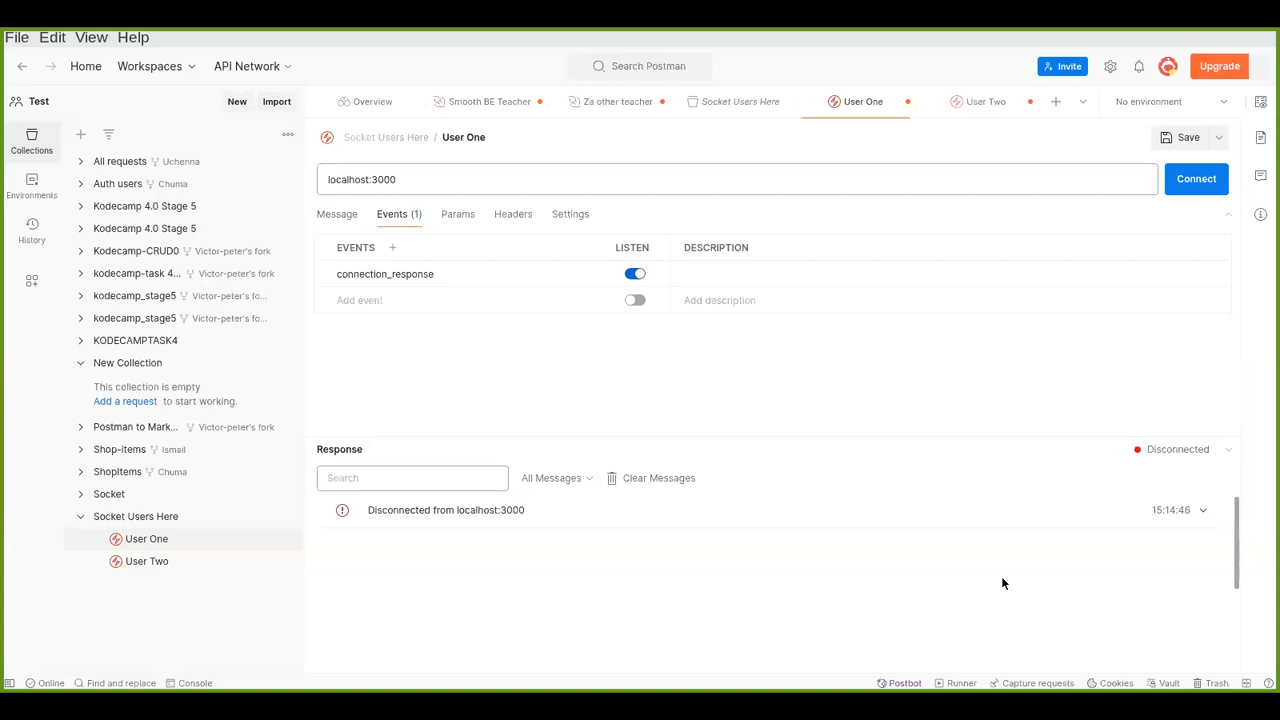 File Edit View Help
Home Workspaces API Network Search Postman Invite Upgrade
Test New Import Overview Smooth BE Teacher Za other teacher Socket Users Here User One User Two No environment
Socket Users Here / User One Save
Collections
Environments
History
All requests Uchenna
Auth users Chuma
Kodecamp 4.0 Stage 5
Kodecamp 4.0 Stage 5
Kodecamp-CRUD0 Victor-peter's fork
kodecamp-task 4... Victor-peter's fork
kodecamp_stage5 Victor-peter's fo...
kodecamp_stage5 Victor-peter's fo...
KODECAMPTASK4
New Collection
This collection is empty
Add a request to start working.
Postman to Mark... Victor-peter's fork
Shop-items Ismail
ShopItems Chuma
Socket
Socket Users Here
User One
User Two
localhost:3000 Connect
Message Events (1) Params Headers Settings
EVENTS LISTEN DESCRIPTION
connection_response
Add event Add description
Response Disconnected
Search All Messages Clear Messages
Disconnected from localhost:3000 15:14:46
Online Find and replace Console Postbot Runner Capture requests Cookies Vault Trash